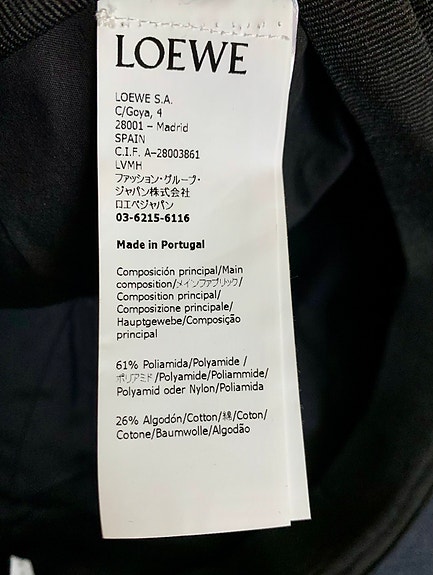 LOEWE
LOEWE S.A.
C/Goya, 4
28001 – Madrid
SPAIN
C.I.F. A–28003861
LVMH
ファッション・グループ・
ジャパン株式会社
ロエベジャパン
03-6215-6116
Made in Portugal
Composición principal/Main
composition/メインファブリック/
Composition principal/
Composizione principale/
Hauptgewebe/Composição
principal
61% Poliamida/Polyamide /
ポリアミド/Polyamide/Poliammide/
Polyamid oder Nylon/Poliamida
26% Algodón/Cotton/綿/Coton/
Cotone/Baumwolle/Algodão